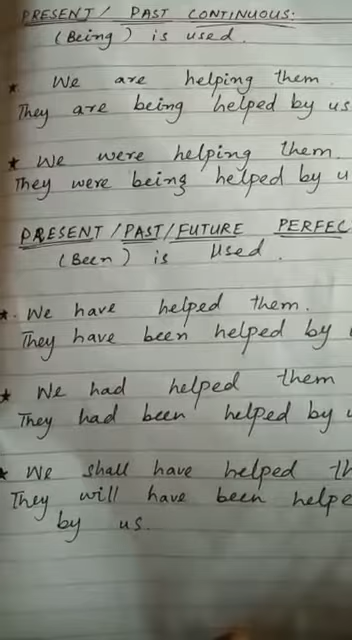 PRESENT / PAST CONTINUOUS:
(Being) is used.
* We are helping them.
They are being helped by us
* We were helping them.
They were being helped by u
PRESENT / PAST / FUTURE PERFEC
(Been) is Used.
* We have helped them.
They have been helped by
* We had helped them
They had been helped by
* We shall have helped th
They will have been helpe
by us.